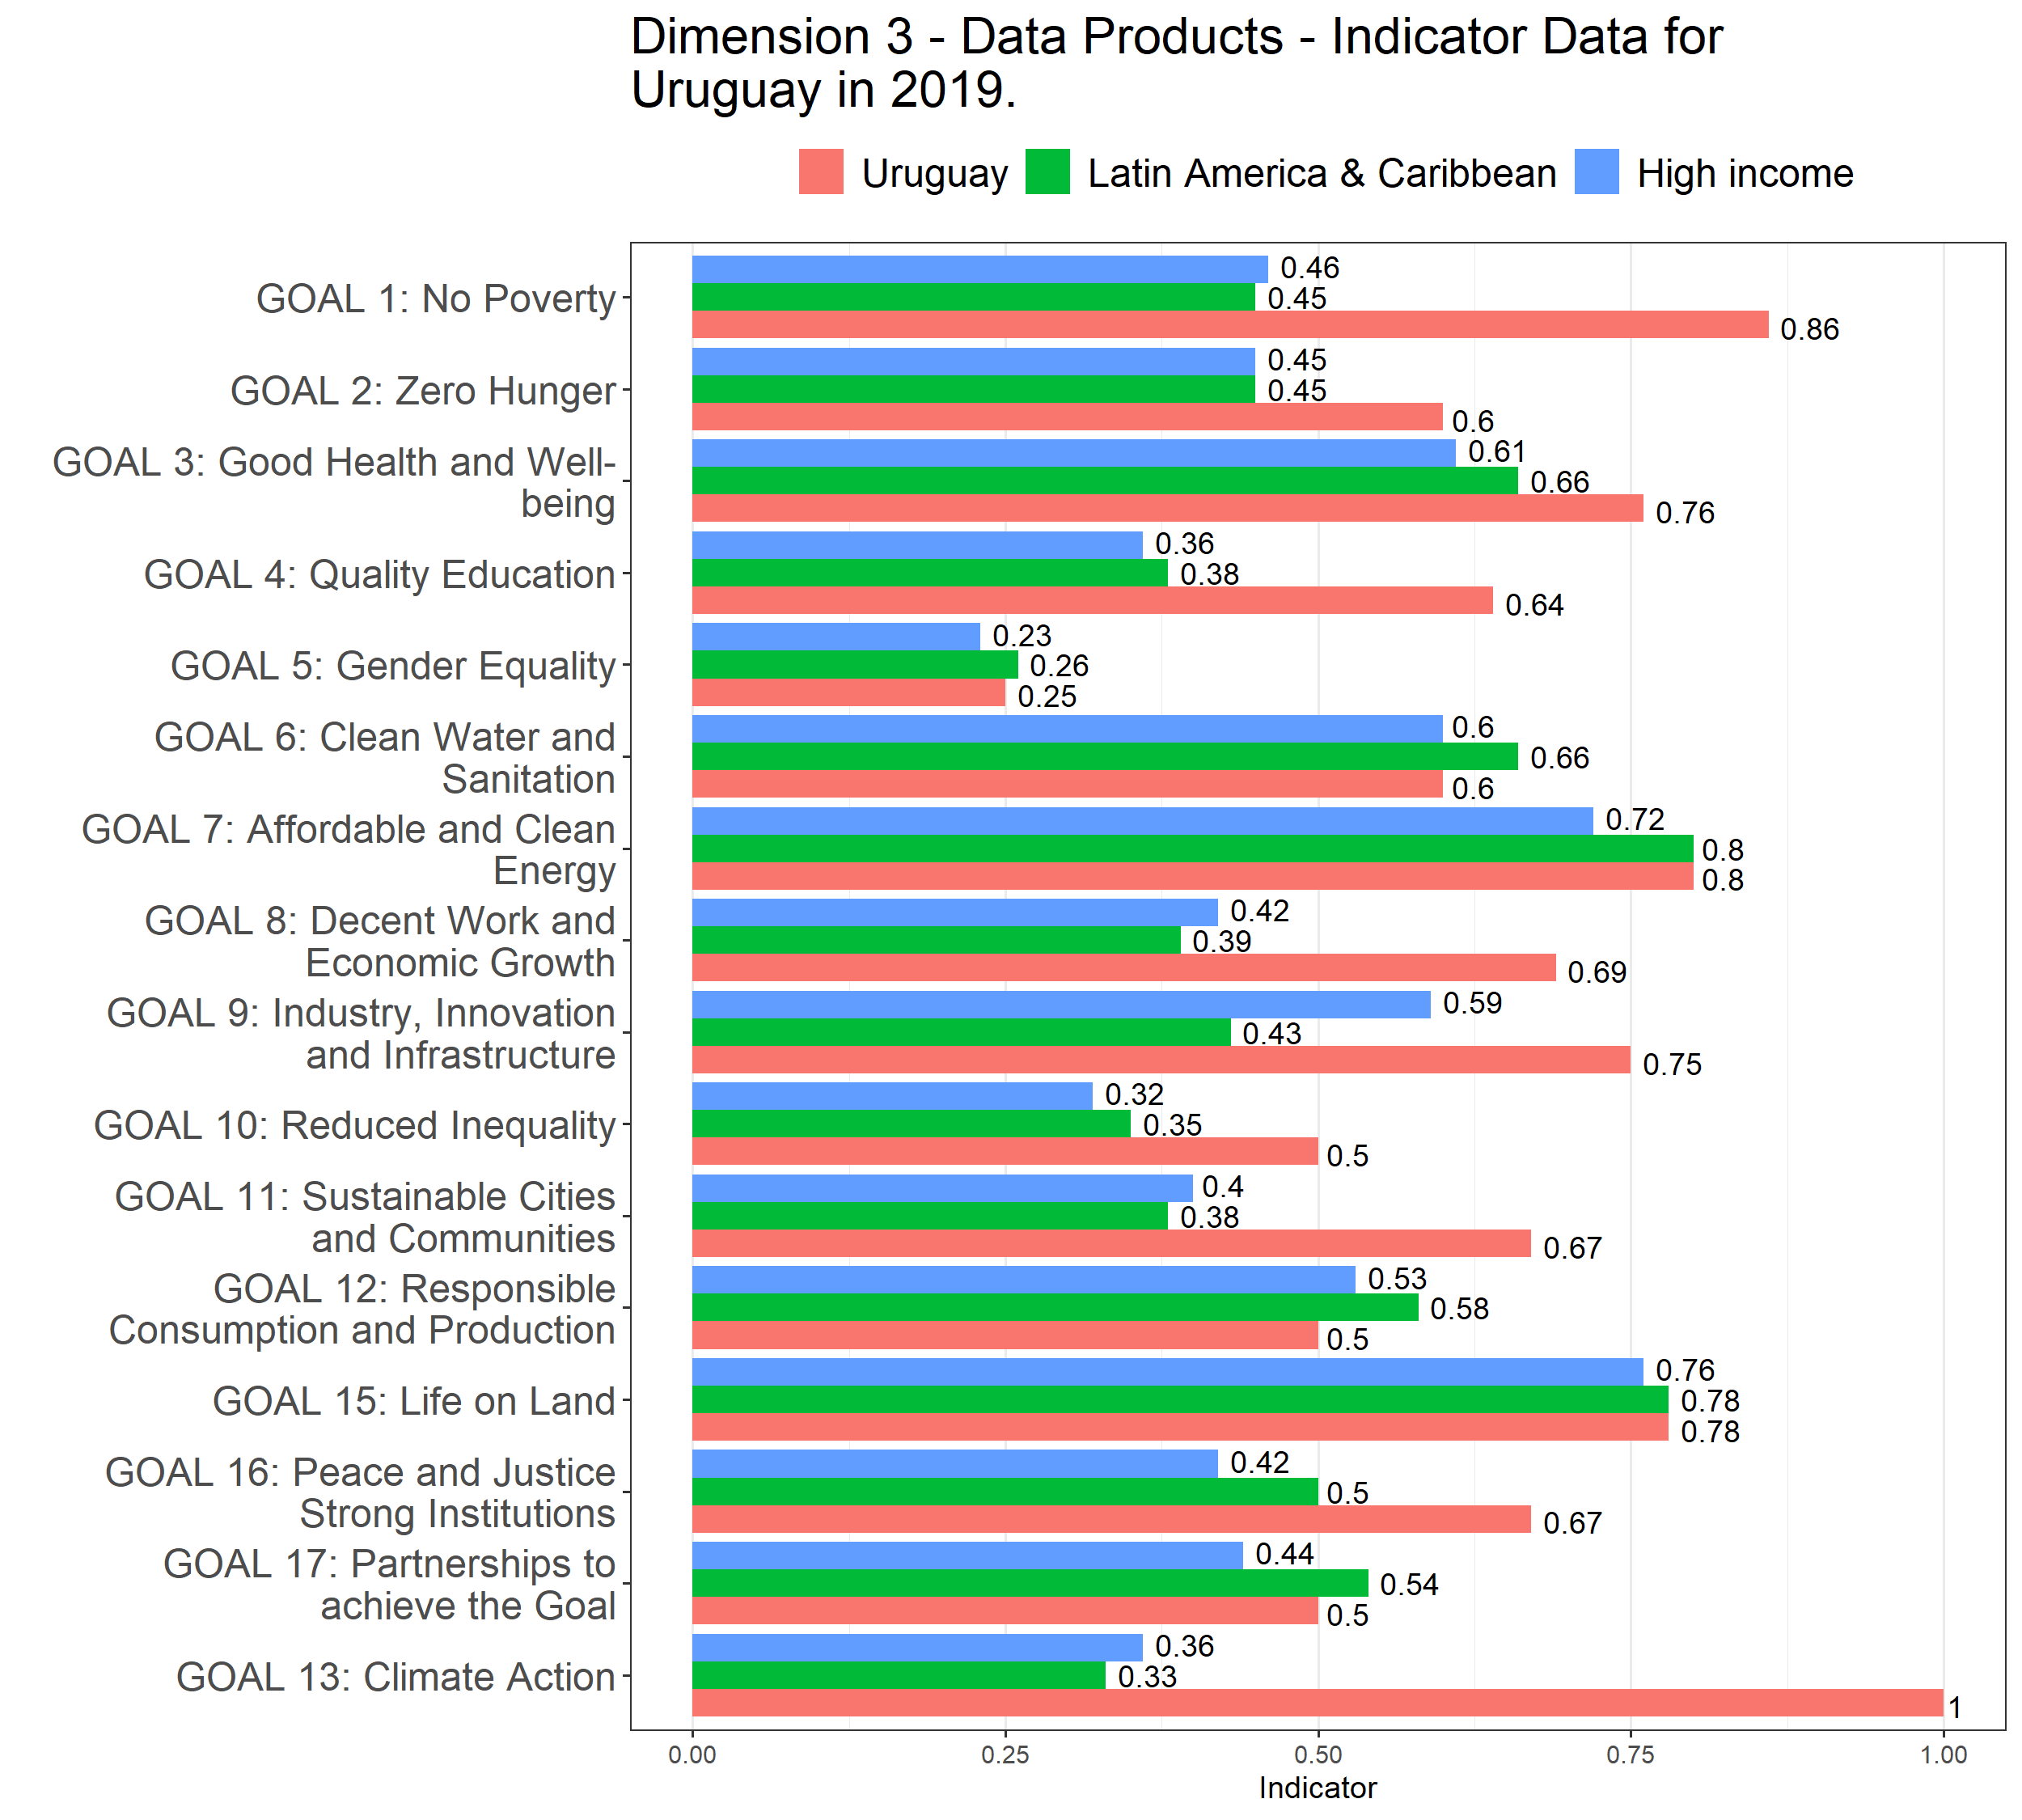 Dimension 3 - Data Products - Indicator Data for
Uruguay in 2019.
Uruguay Latin America & Caribbean High income
GOAL 1: No Poverty
0.46
0.45
0.86
GOAL 2: Zero Hunger
0.45
0.45
0.6
GOAL 3: Good Health and Well-
being
0.61
0.66
0.76
GOAL 4: Quality Education
0.36
0.38
0.64
GOAL 5: Gender Equality
0.23
0.26
0.25
GOAL 6: Clean Water and
Sanitation
0.6
0.66
0.6
GOAL 7: Affordable and Clean
Energy
0.72
0.8
0.8
GOAL 8: Decent Work and
Economic Growth
0.42
0.39
0.69
GOAL 9: Industry, Innovation
and Infrastructure
0.59
0.43
0.75
GOAL 10: Reduced Inequality
0.32
0.35
0.5
GOAL 11: Sustainable Cities
and Communities
0.4
0.38
0.67
GOAL 12: Responsible
Consumption and Production
0.53
0.58
0.5
GOAL 15: Life on Land
0.76
0.78
0.78
GOAL 16: Peace and Justice
Strong Institutions
0.42
0.5
0.67
GOAL 17: Partnerships to
achieve the Goal
0.44
0.54
0.5
GOAL 13: Climate Action
0.36
0.33
1
0.00 0.25 0.50 0.75 1.00
Indicator